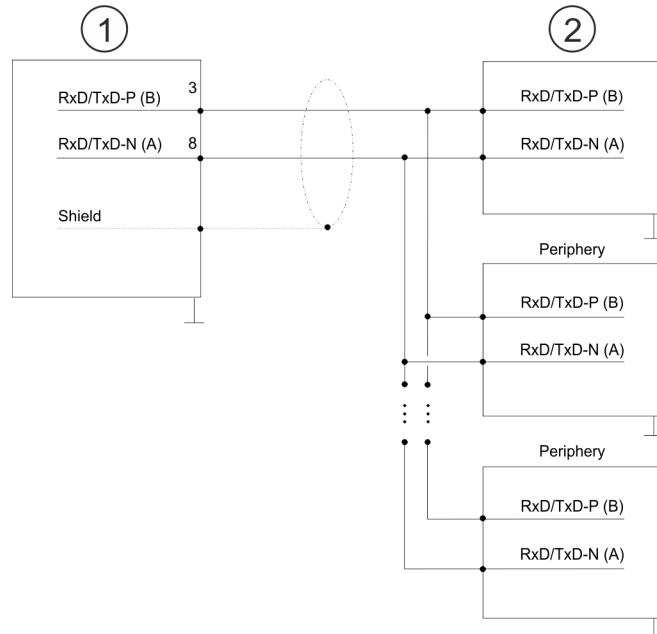 1
2
RxD/TxD-P (B) 3
RxD/TxD-P (B)
RxD/TxD-N (A) 8
RxD/TxD-N (A)
Shield
Periphery
RxD/TxD-P (B)
RxD/TxD-N (A)
Periphery
RxD/TxD-P (B)
RxD/TxD-N (A)